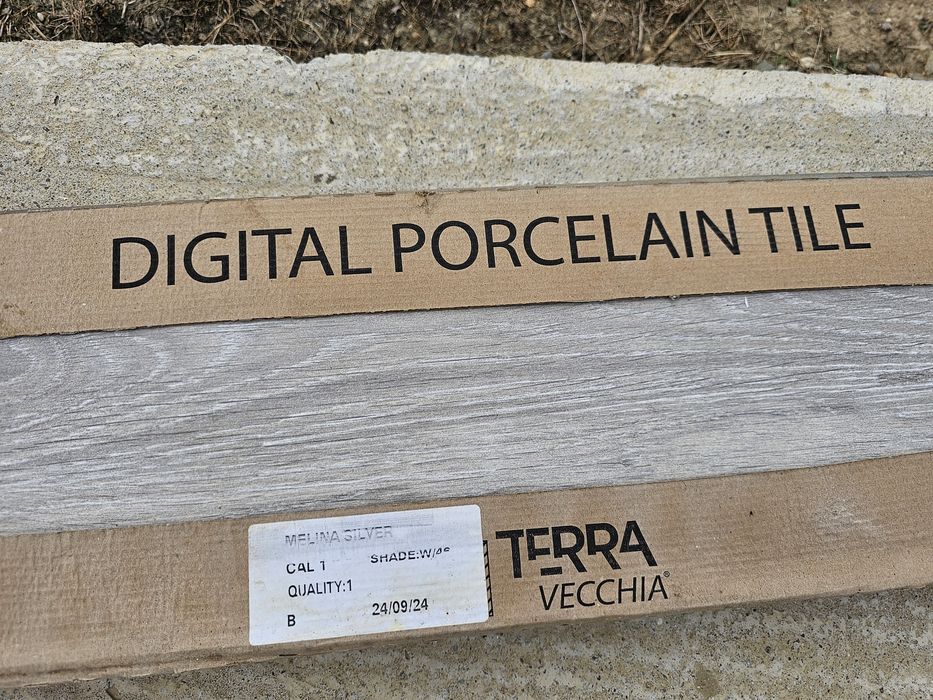 DIGITAL PORCELAIN TILE
MELINA SILVER
CAL 1 SHADE:
QUALITY:1
B 24/09/24
TERRA
VECCHIA®